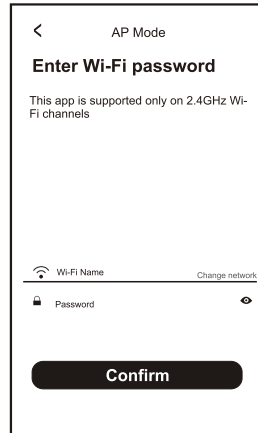 AP Mode
Enter Wi-Fi password
This app is supported only on 2.4GHz Wi-
Fi channels
Wi-Fi Name
Change network
Password
Confirm